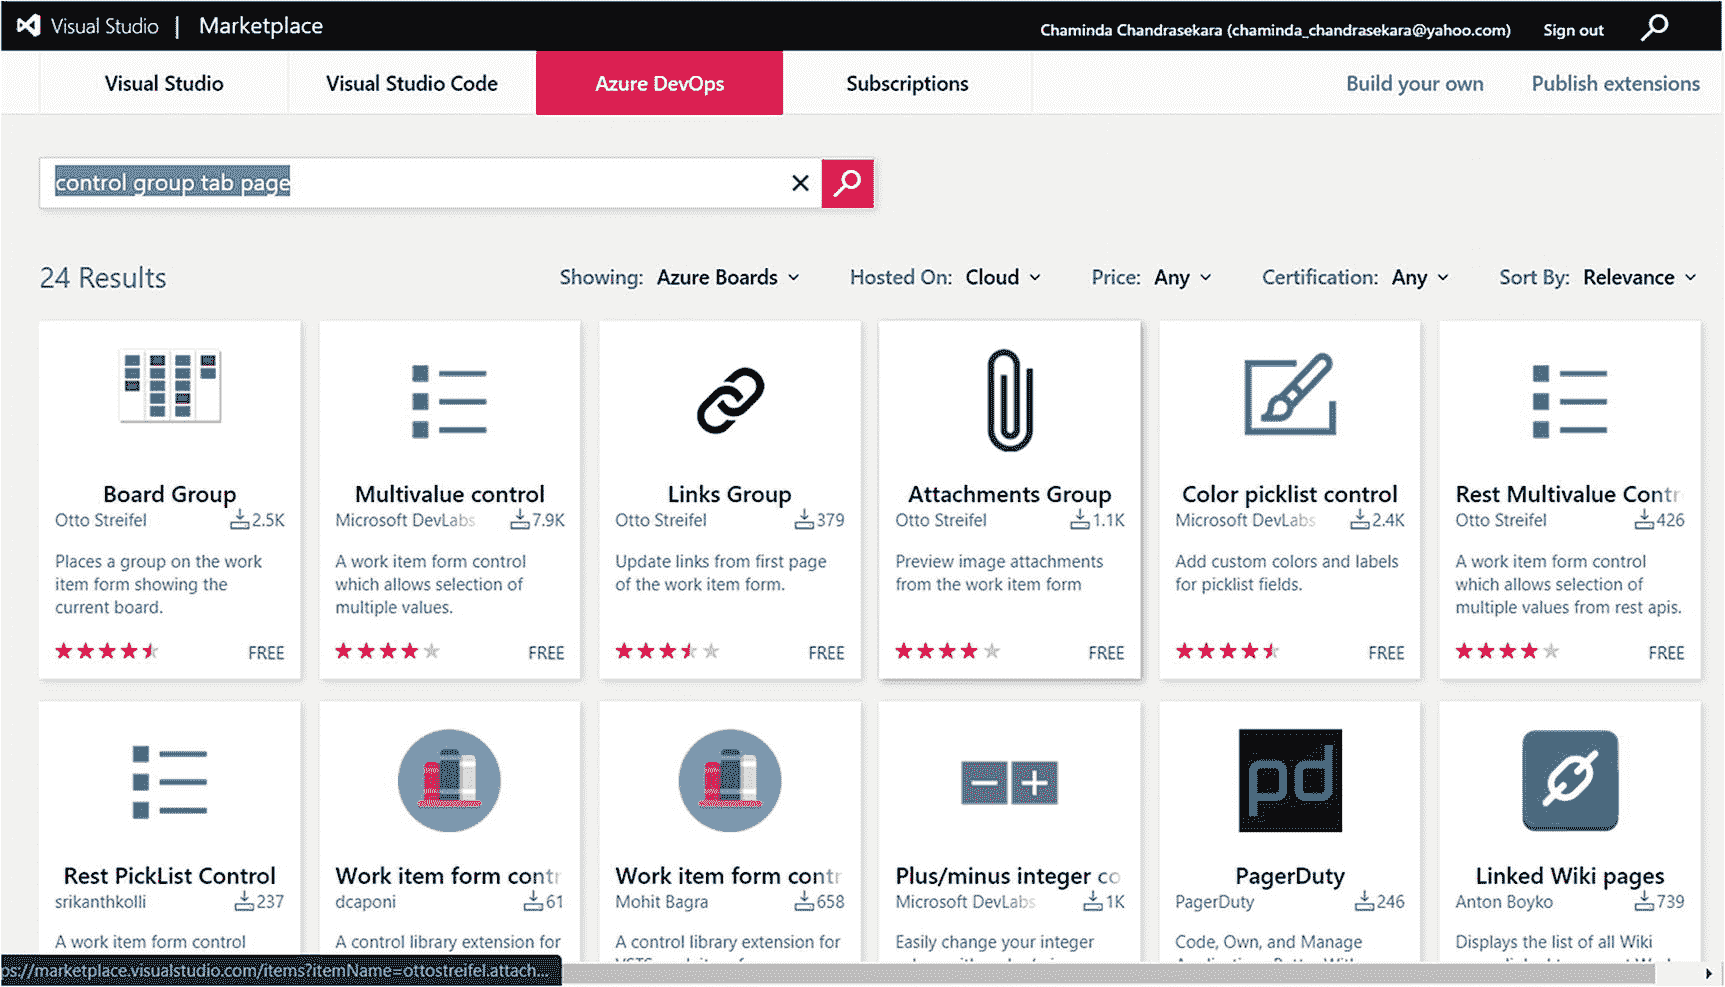 Visual Studio | Marketplace
Chaminda Chandrasekara (chaminda_chandrasekara@yahoo.com) Sign out
Visual Studio Visual Studio Code Azure DevOps Subscriptions Build your own Publish extensions
control group tab page
24 Results Showing: Azure Boards Hosted On: Cloud Price: Any Certification: Any Sort By: Relevance
Board Group
Otto Streifel 2.5K
Places a group on the work
item form showing the
current board.
FREE
Multivalue control
Microsoft DevLabs 7.9K
A work item form control
which allows selection of
multiple values.
FREE
Links Group
Otto Streifel 379
Update links from first page
of the work item form.
FREE
Attachments Group
Otto Streifel 1.1K
Preview image attachments
from the work item form
FREE
Color picklist control
Microsoft DevLabs 2.4K
Add custom colors and labels
for picklist fields.
FREE
Rest Multivalue Contr
Otto Streifel 426
A work item form control
which allows selection of
multiple values from rest apis.
FREE
Rest PickList Control
srikanthkolli 237
A work item form control
Work item form contr
dcaponi 61
A control library extension for
Work item form contr
Mohit Bagra 658
A control library extension for
Plus/minus integer co
Microsoft DevLabs 1K
Easily change your integer
pd
PagerDuty
PagerDuty 246
Code, Own, and Manage
Linked Wiki pages
Anton Boyko 739
Displays the list of all Wiki
ps://marketplace.visualstudio.com/items?itemName=ottostreifel.attach...